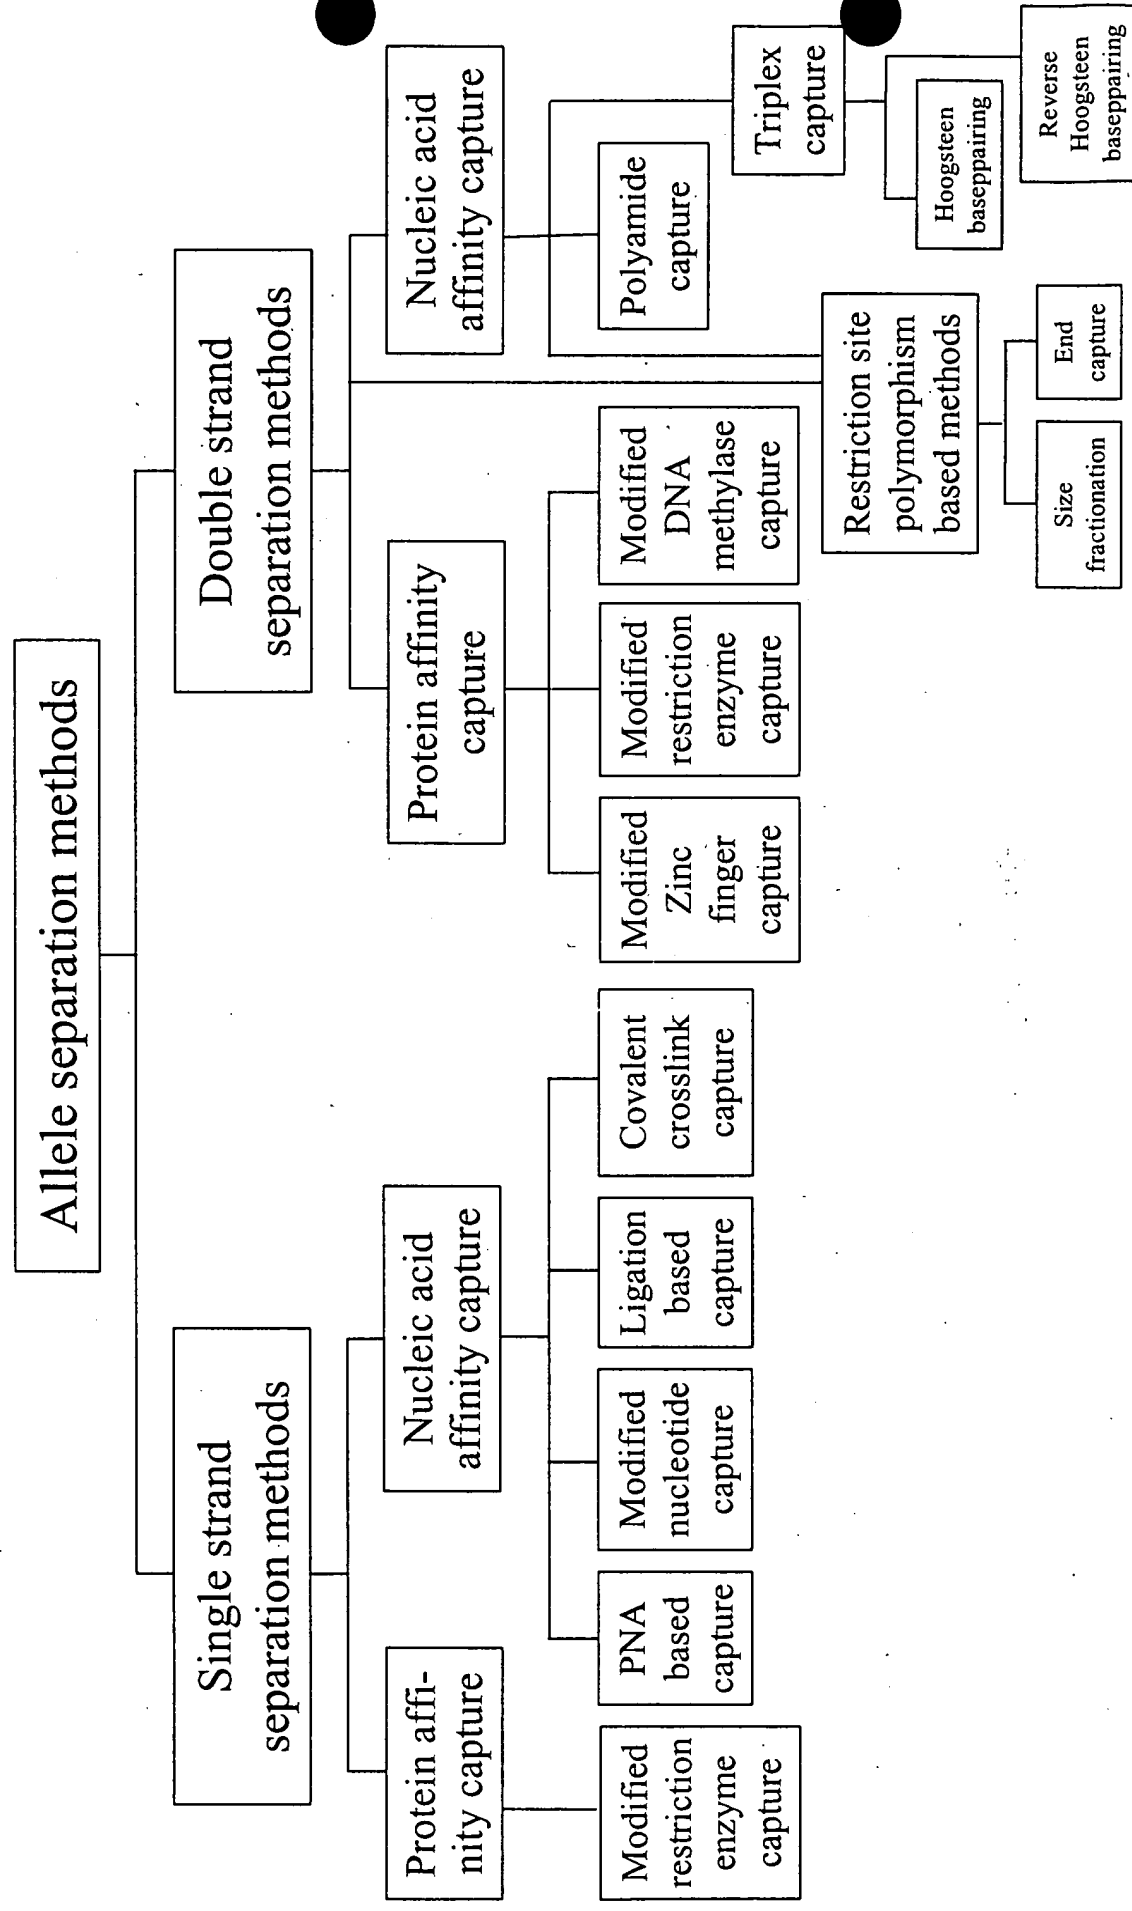 Allele separation methods
Single strand
separation methods
Double strand
separation methods
Protein affi-
nity capture
Nucleic acid
affinity capture
Protein affinity
capture
Nucleic acid
affinity capture
Modified
restriction
enzyme
capture
PNA
based
capture
Modified
nucleotide
capture
Ligation
based
capture
Covalent
crosslink
capture
Modified
Zinc
finger
capture
Modified
restriction
enzyme
capture
Modified
DNA
methylase
capture
Polyamide
capture
Triplex
capture
Restriction site
polymorphism
based methods
Hoogsteen
baseppairing
Reverse
Hoogsteen
baseppairing
Size
fractionation
End
capture